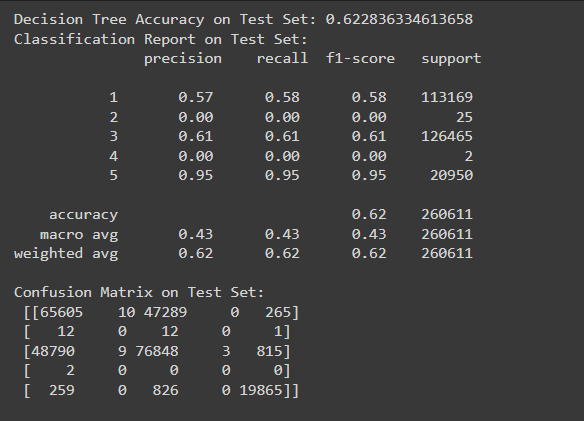 Decision Tree Accuracy on Test Set: 0.622836334613658
Classification Report on Test Set:
precision recall f1-score support
1 0.57 0.58 0.58 113169
2 0.00 0.00 0.00 25
3 0.61 0.61 0.61 126465
4 0.00 0.00 0.00 2
5 0.95 0.95 0.95 20950
accuracy 0.62 260611
macro avg 0.43 0.43 0.43 260611
weighted avg 0.62 0.62 0.62 260611
Confusion Matrix on Test Set:
[[65605 10 47289 0 265]
[ 12 0 12 0 1]
[48790 9 76848 3 815]
[ 2 0 0 0 0]
[ 259 0 826 0 19865]]